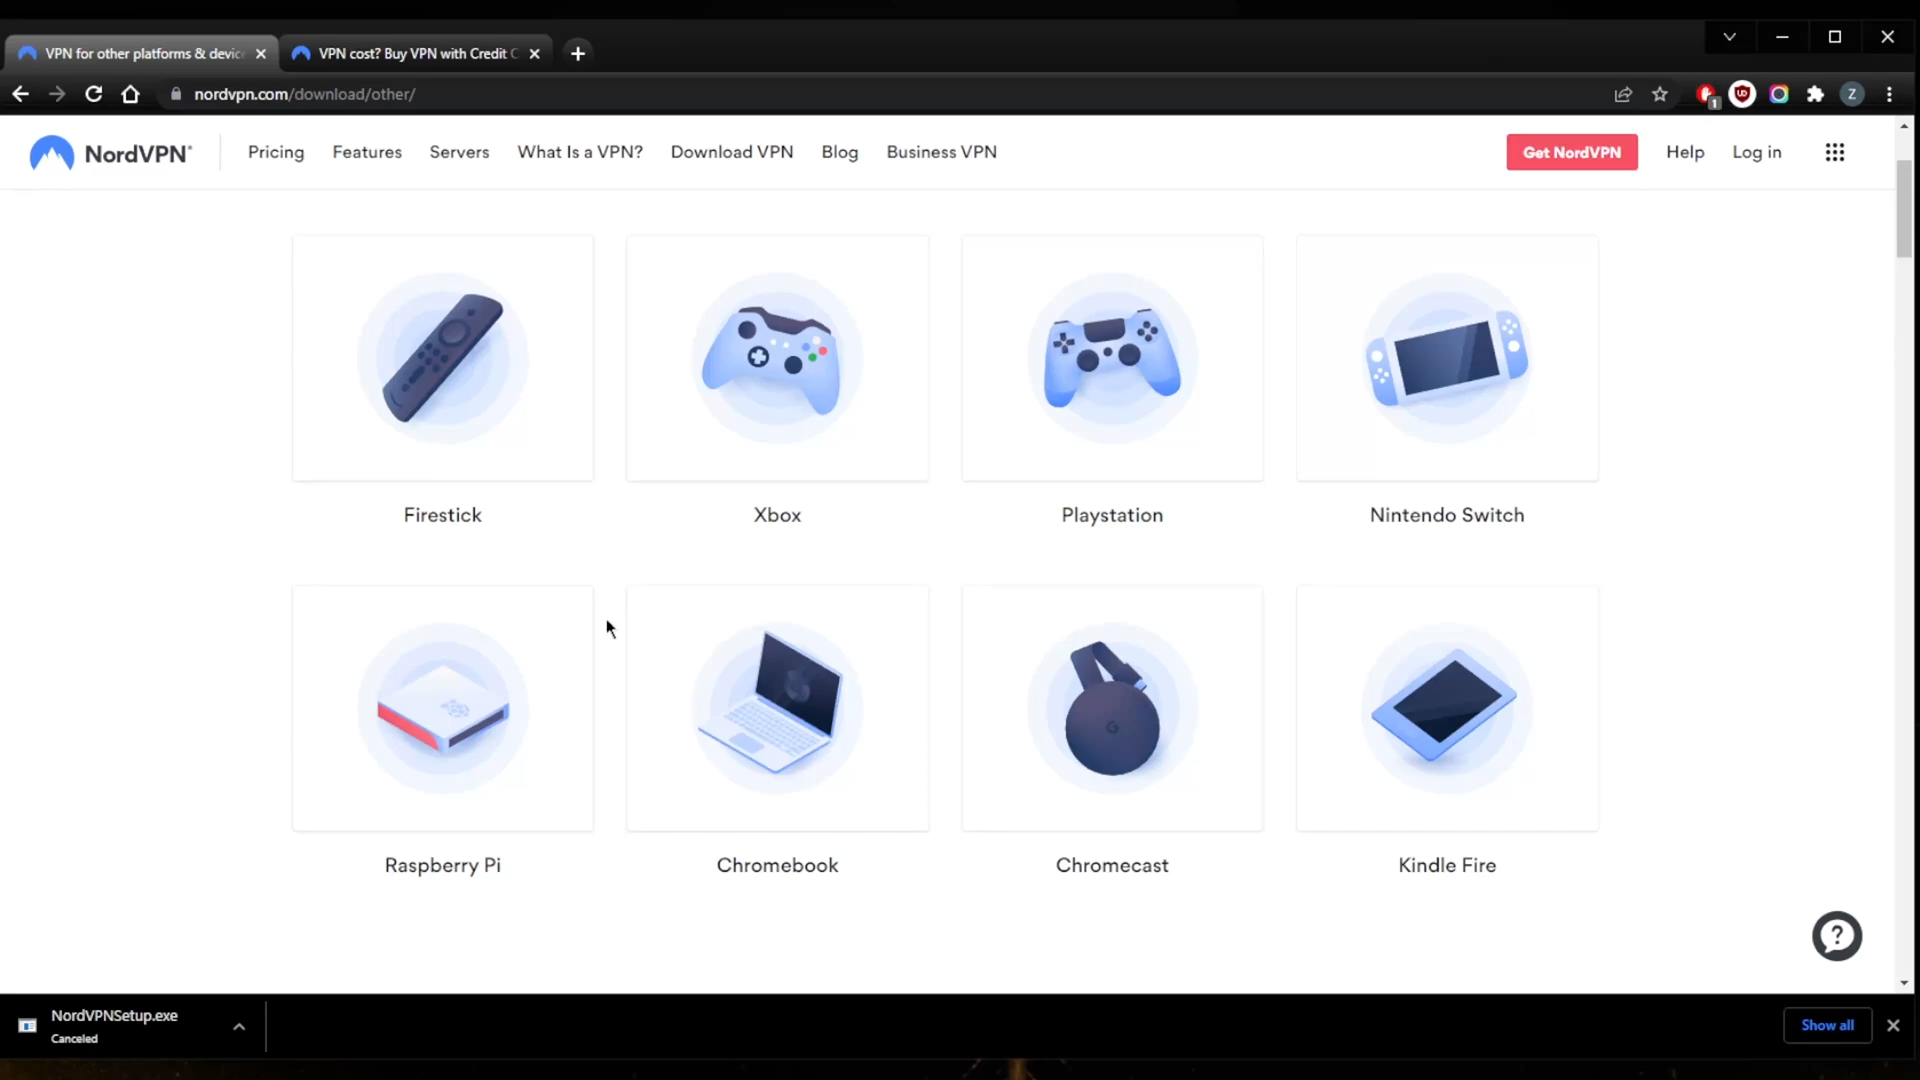 VPN for other platforms & devic
VPN cost? Buy VPN with Credit C
nordvpn.com/download/other/
1
UD
Z
NordVPN®
Pricing
Features
Servers
What Is a VPN?
Download VPN
Blog
Business VPN
Get NordVPN
Help
Log in
Firestick
Xbox
Playstation
Nintendo Switch
G
Raspberry Pi
Chromebook
Chromecast
Kindle Fire
?
NordVPNSetup.exe
Canceled
Show all